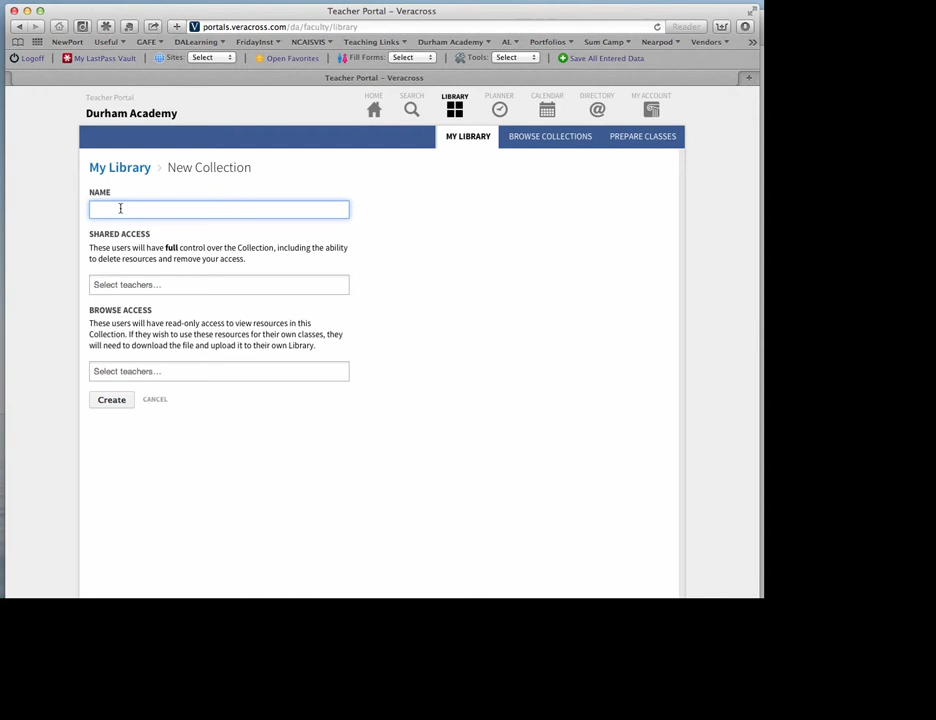 Teacher Portal – Veracross
portals.veracross.com/da/faculty/library
Reader
NewPort Useful GAFE DALearning FridayInst NCAISVIS Teaching Links Durham Academy AL Portfolios Sum Camp Nearpod Vendors
Logoff My LastPass Vault Sites: Select Open Favorites Fill Forms: Select Tools: Select Save All Entered Data
Teacher Portal – Veracross
Teacher Portal
Durham Academy
HOME SEARCH LIBRARY PLANNER CALENDAR DIRECTORY MY ACCOUNT
MY LIBRARY BROWSE COLLECTIONS PREPARE CLASSES
My Library › New Collection
NAME
SHARED ACCESS
These users will have full control over the Collection, including the ability
to delete resources and remove your access.
Select teachers...
BROWSE ACCESS
These users will have read-only access to view resources in this
Collection. If they wish to use these resources for their own classes, they
will need to download the file and upload it to their own Library.
Select teachers...
Create CANCEL